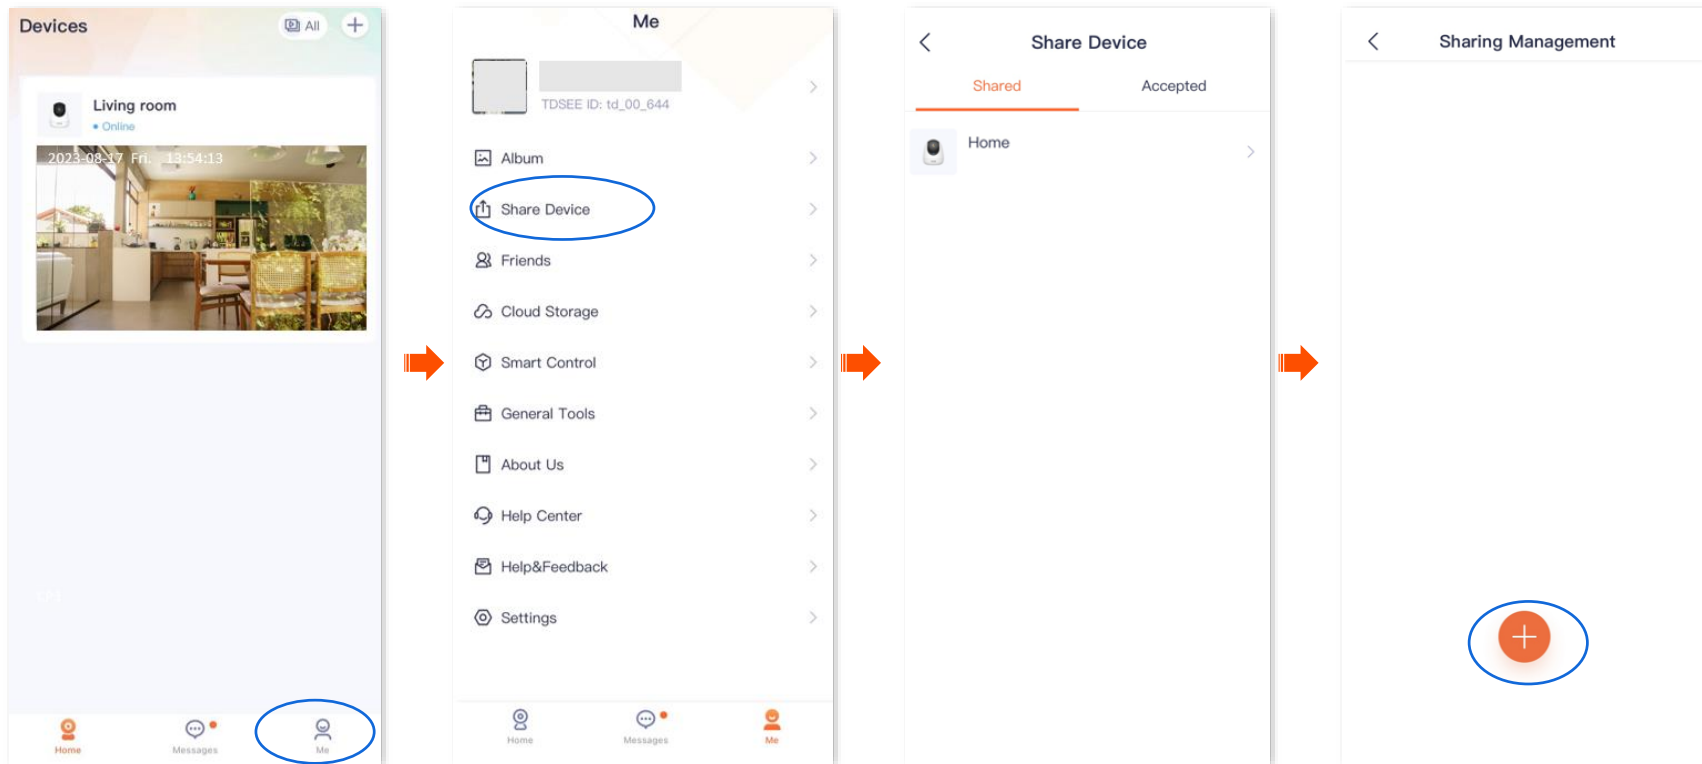 Devices
All
Living room
Online
2023-08-17 Fri. 13:54:13
CP3
Home
Messages
Me
Me
TDSEE ID: td_00_644
Album
Share Device
Friends
Cloud Storage
Smart Control
General Tools
About Us
Help Center
Help&Feedback
Settings
Home
Messages
Me
Share Device
Shared
Accepted
Home
Sharing Management